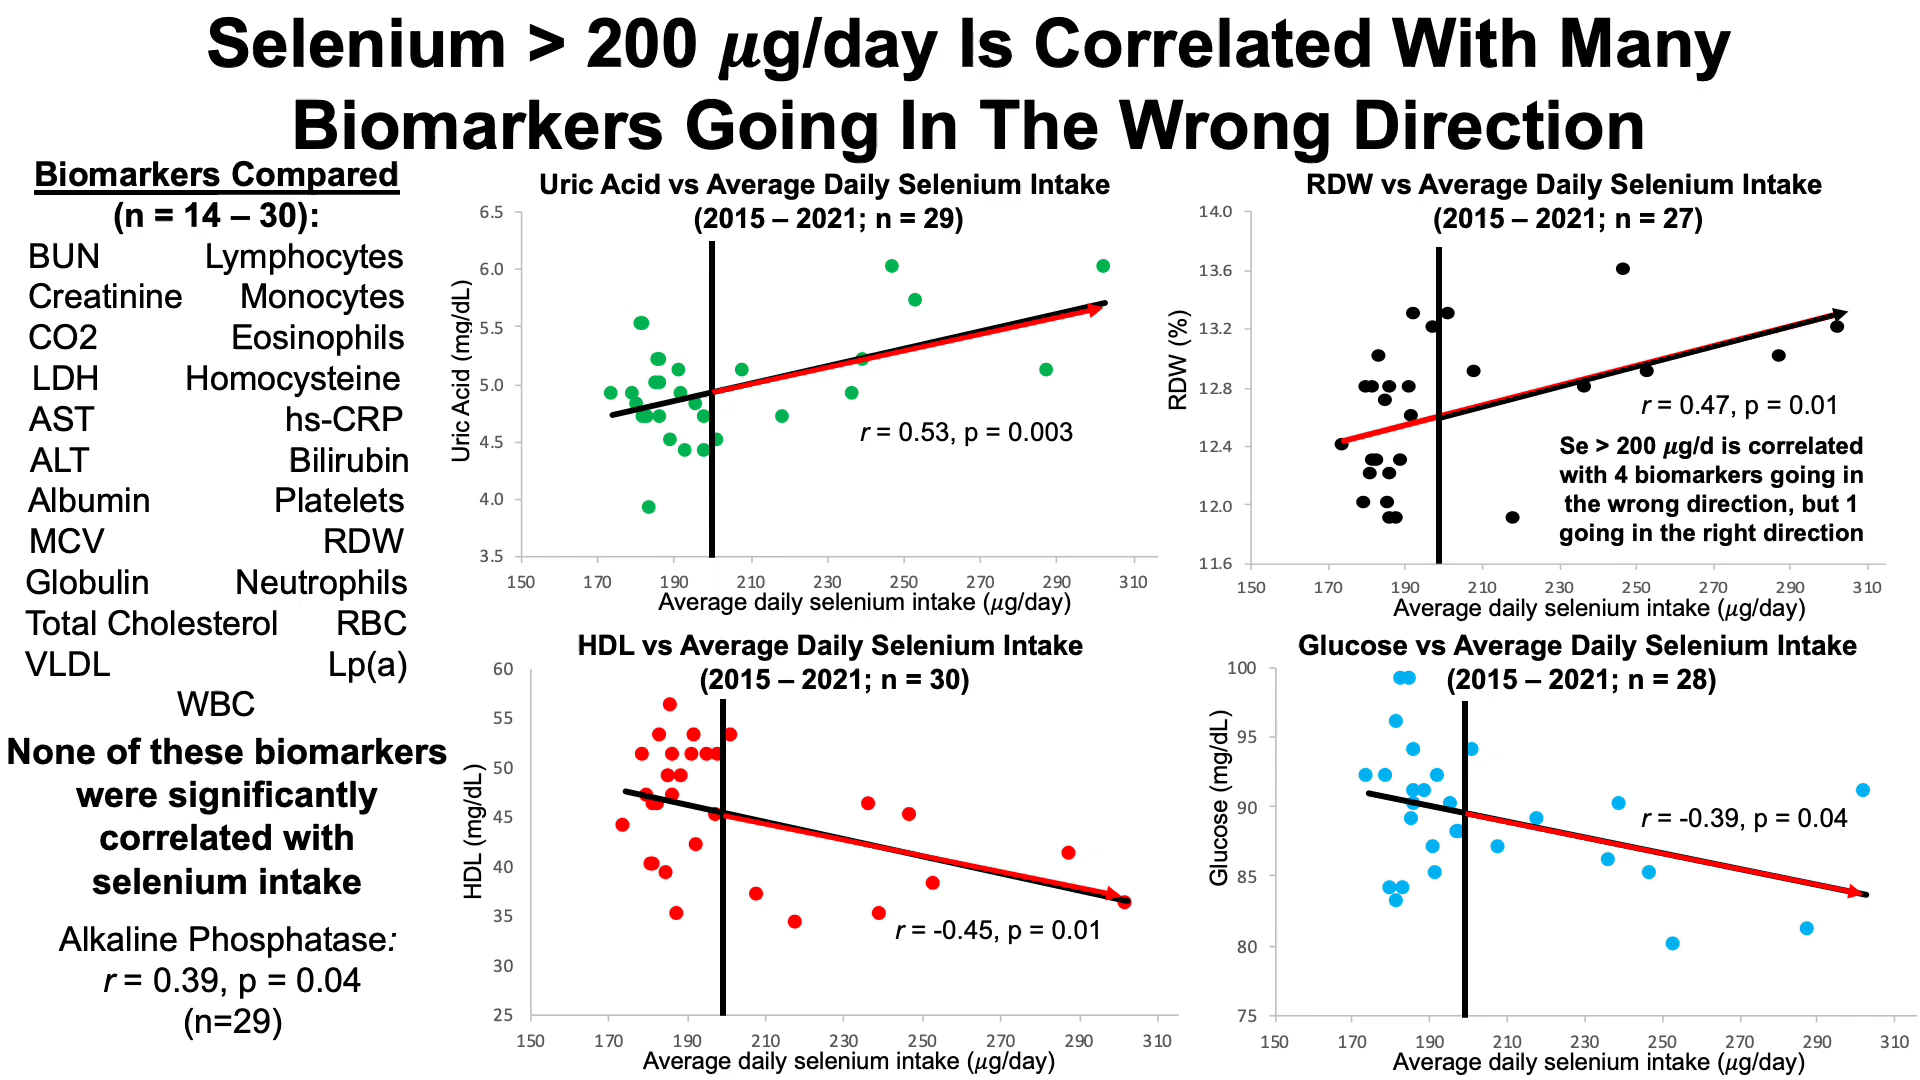 Selenium > 200 μg/day Is Correlated With Many
Biomarkers Going In The Wrong Direction
Biomarkers Compared
(n = 14 – 30):
BUN Lymphocytes
Creatinine Monocytes
CO2 Eosinophils
LDH Homocysteine
AST hs-CRP
ALT Bilirubin
Albumin Platelets
MCV RDW
Globulin Neutrophils
Total Cholesterol RBC
VLDL Lp(a)
WBC
None of these biomarkers
were significantly
correlated with
selenium intake
Alkaline Phosphatase:
r = 0.39, p = 0.04
(n=29)
Uric Acid vs Average Daily Selenium Intake
(2015 – 2021; n = 29)
Uric Acid (mg/dL)
6.5
6.0
5.5
5.0
4.5
4.0
3.5
r = 0.53, p = 0.003
150 170 190 210 230 250 270 290 310
Average daily selenium intake (μg/day)
RDW vs Average Daily Selenium Intake
(2015 – 2021; n = 27)
RDW (%)
14.0
13.6
13.2
12.8
12.4
12.0
11.6
r = 0.47, p = 0.01
Se > 200 μg/d is correlated
with 4 biomarkers going in
the wrong direction, but 1
going in the right direction
150 170 190 210 230 250 270 290 310
Average daily selenium intake (μg/day)
HDL vs Average Daily Selenium Intake
(2015 – 2021; n = 30)
HDL (mg/dL)
60
55
50
45
40
35
30
25
r = -0.45, p = 0.01
150 170 190 210 230 250 270 290 310
Average daily selenium intake (μg/day)
Glucose vs Average Daily Selenium Intake
(2015 – 2021; n = 28)
Glucose (mg/dL)
100
95
90
85
80
75
r = -0.39, p = 0.04
150 170 190 210 230 250 270 290 310
Average daily selenium intake (μg/day)